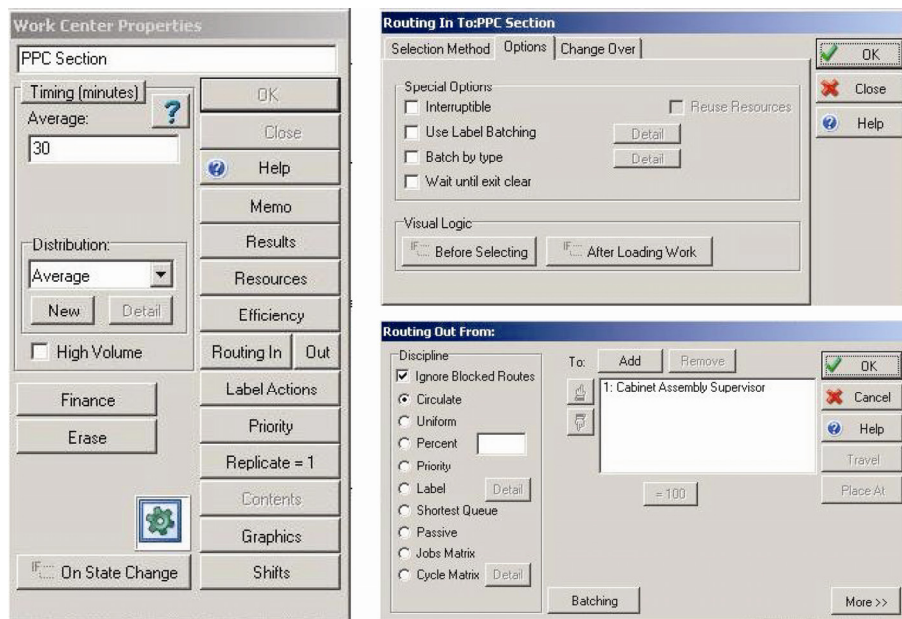 Work Center Properties
PPC Section
Timing (minutes)
Average:
30
Distribution:
Average
New
Detail
High Volume
Finance
Erase
IF
On State Change
OK
Close
Help
Memo
Results
Resources
Efficiency
Routing In
Out
Label Actions
Priority
Replicate = 1
Contents
Graphics
Shifts
Routing In To:PPC Section
Selection Method
Options
Change Over
Special Options
Interruptible
Reuse Resources
Use Label Batching
Detail
Batch by type
Detail
Wait until exit clear
Visual Logic
IF
Before Selecting
IF
After Loading Work
OK
Close
Help
Routing Out From:
Discipline
Ignore Blocked Routes
Circulate
Uniform
Percent
Priority
Label
Detail
Shortest Queue
Passive
Jobs Matrix
Cycle Matrix
Detail
To:
Add
Remove
1: Cabinet Assembly Supervisor
= 100
Batching
OK
Cancel
Help
Travel
Place At
More >>